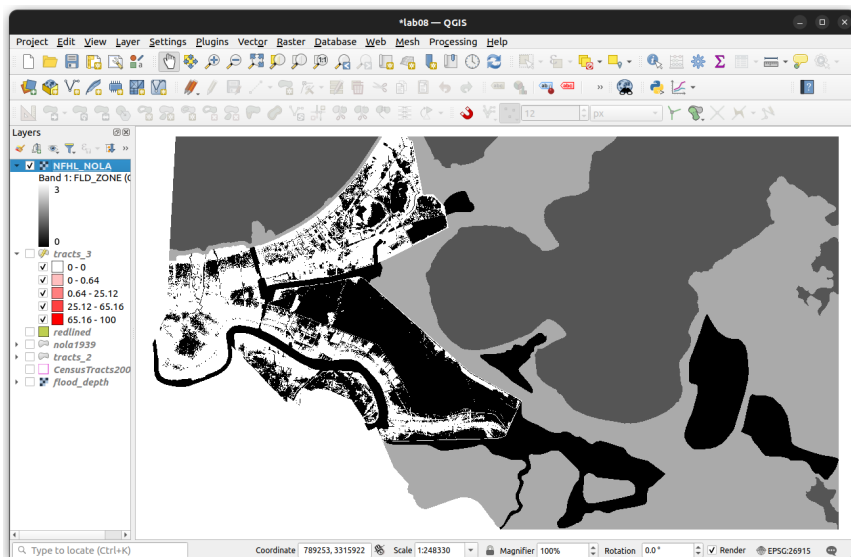 *lab08 — QGIS
Project Edit View Layer Settings Plugins Vector Raster Database Web Mesh Processing Help
12 px
Layers
NFHL_NOLA
Band 1: FLD_ZONE (
3
0
tracts_3
0 - 0
0 - 0.64
0.64 - 25.12
25.12 - 65.16
65.16 - 100
redlined
nola1939
tracts_2
CensusTracts200
flood_depth
Type to locate (Ctrl+K) Coordinate 789253, 3315922 Scale 1:248330 Magnifier 100% Rotation 0.0° Render EPSG:26915